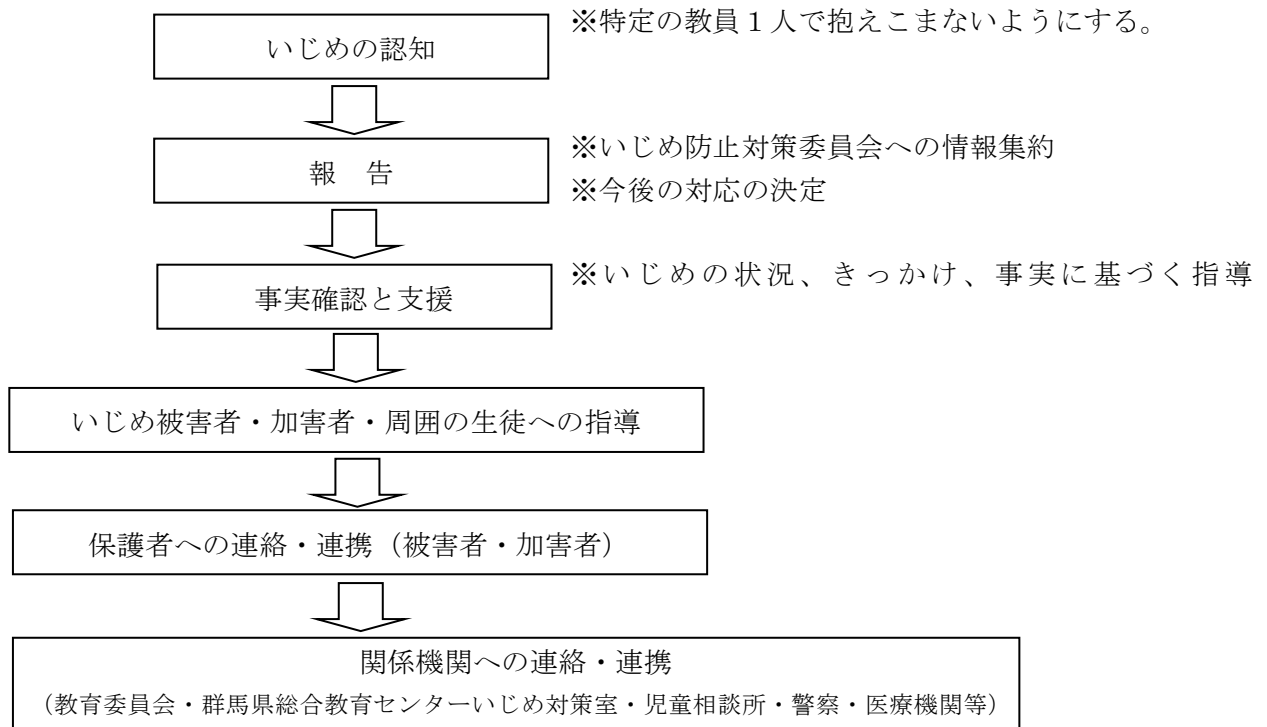 いじめの認知
※特定の教員１人で抱えこまないようにする。
報　告
※いじめ防止対策委員会への情報集約
※今後の対応の決定
事実確認と支援
※いじめの状況、きっかけ、事実に基づく指導
いじめ被害者・加害者・周囲の生徒への指導
保護者への連絡・連携（被害者・加害者）
関係機関への連絡・連携
（教育委員会・群馬県総合教育センターいじめ対策室・児童相談所・警察・医療機関等）